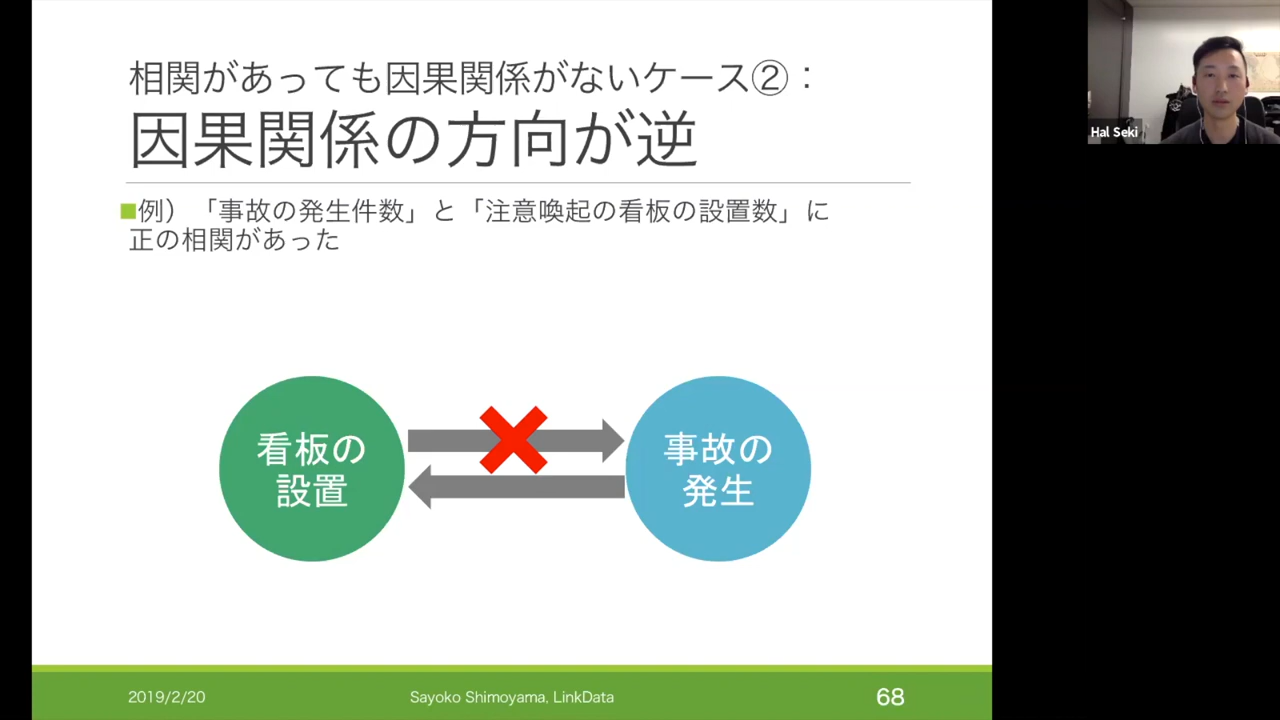 相関があっても因果関係がないケース②：
因果関係の方向が逆
例）「事故の発生件数」と「注意喚起の看板の設置数」に
正の相関があった
看板の
設置
事故の
発生
2019/2/20
Sayoko Shimoyama, LinkData
68
Hal Seki